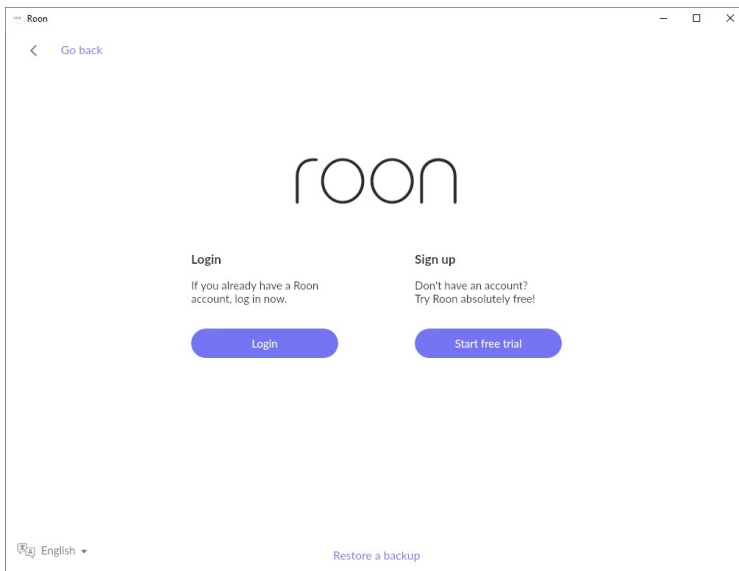 Roon
Go back
roon
Login
If you already have a Roon
account, log in now.
Login
Sign up
Don't have an account?
Try Roon absolutely free!
Start free trial
English
Restore a backup